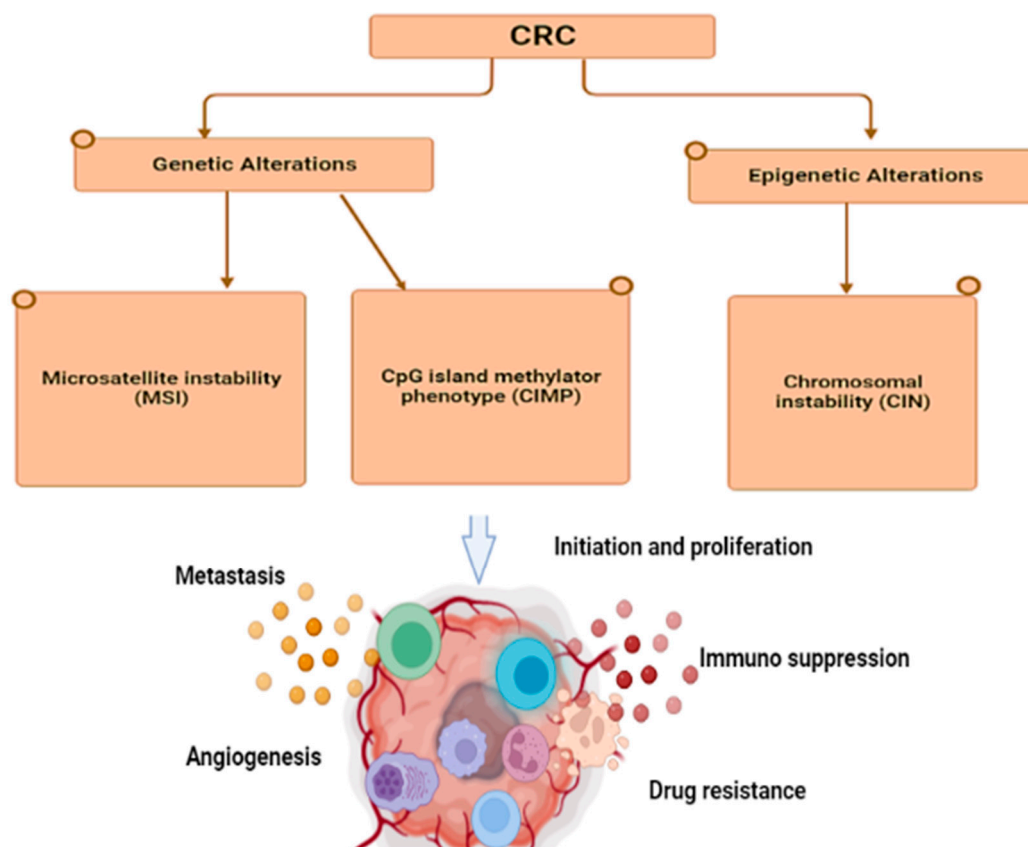 CRC
Genetic Alterations
Epigenetic Alterations
Microsatellite instability
(MSI)
CpG island methylator
phenotype (CIMP)
Chromosomal
instability (CIN)
Initiation and proliferation
Metastasis
Immuno suppression
Angiogenesis
Drug resistance